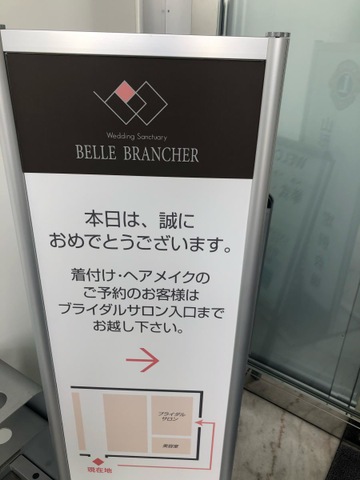 Wedding Sanctuary
BELLE BRANCHER
本日は、誠に
おめでとうございます。
着付け・ヘアメイクの
ご予約のお客様は
ブライダルサロン入口まで
お越し下さい。
ブライダル
サロン
美容室
現在地